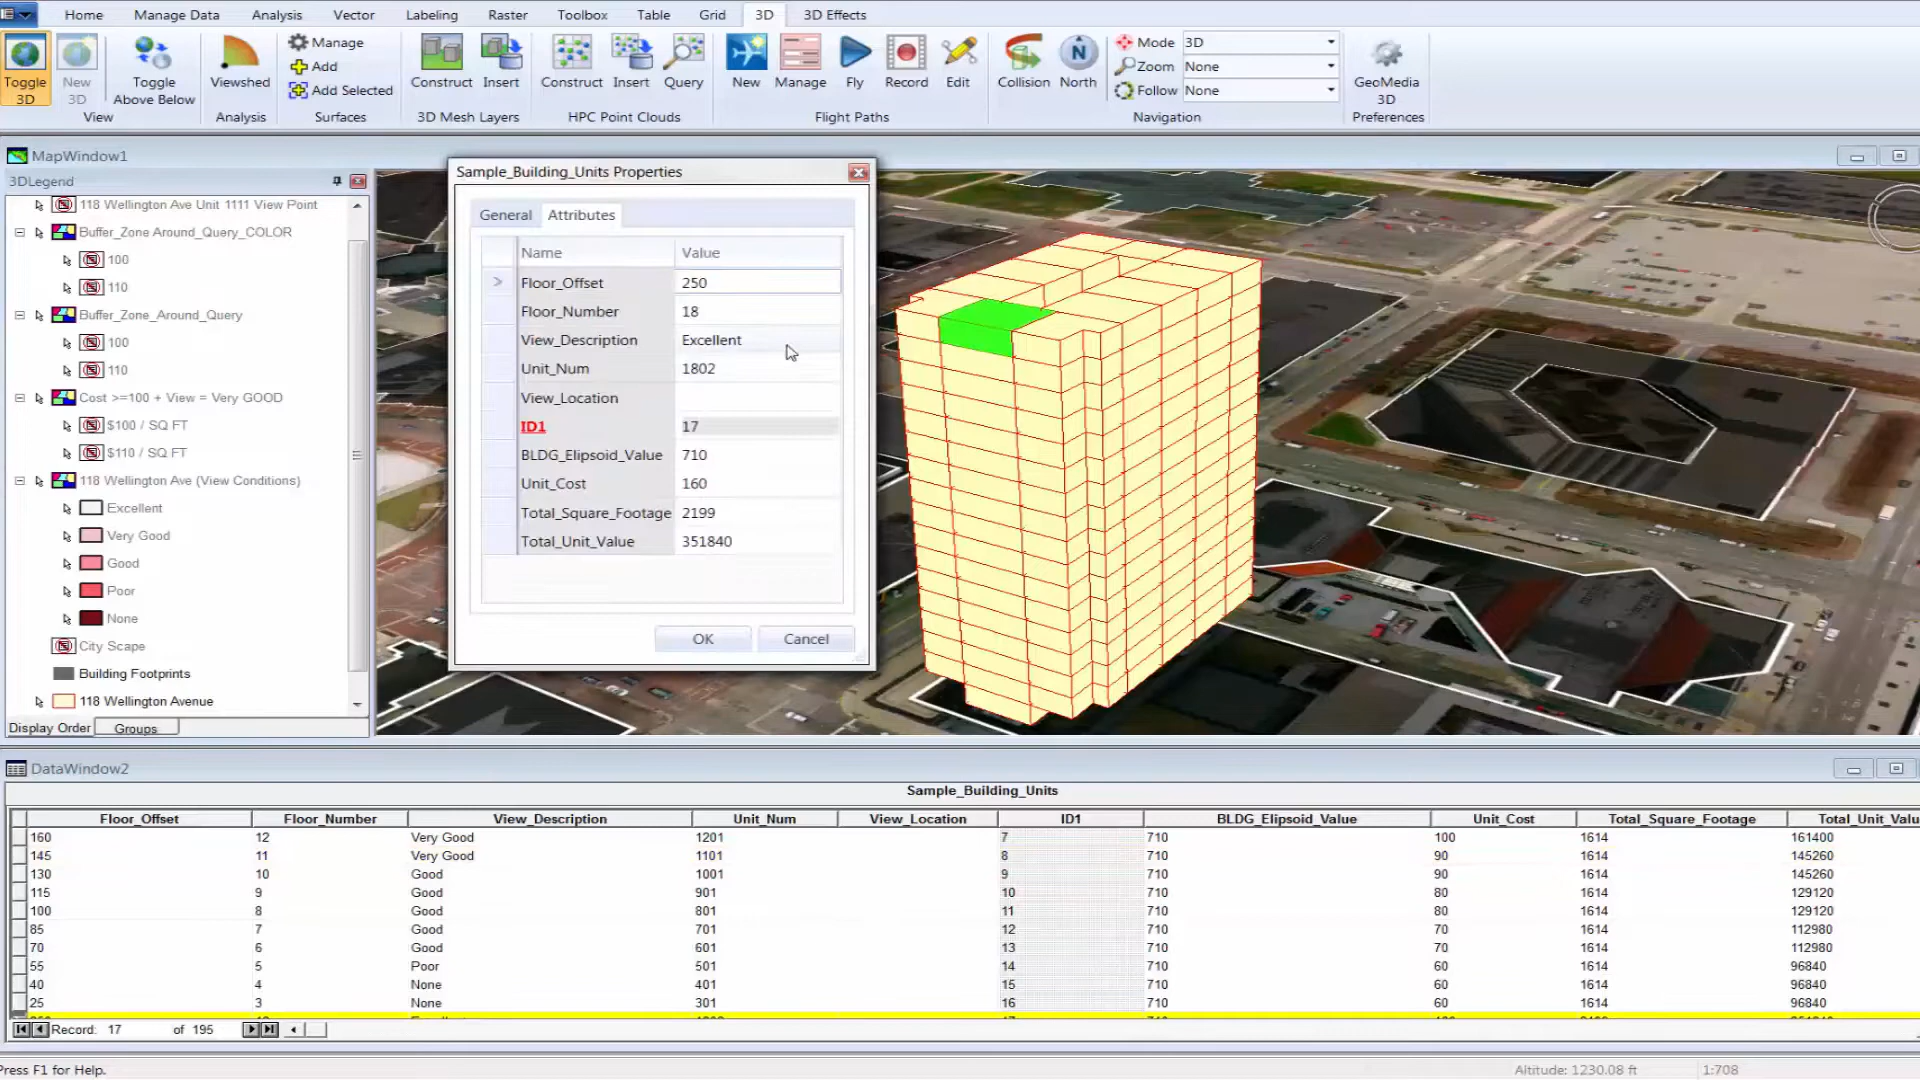 Home Manage Data Analysis Vector Labeling Raster Toolbox Table Grid 3D 3D Effects
Toggle 3D
New 3D
Toggle Above Below
View
Viewshed
Analysis
Manage
Add
Add Selected
Surfaces
Construct Insert
3D Mesh Layers
Construct Insert Query
HPC Point Clouds
New Manage Fly Record Edit
Flight Paths
Collision North
Mode 3D
Zoom None
Follow None
Navigation
GeoMedia 3D
Preferences
MapWindow1
3DLegend
118 Wellington Ave Unit 1111 View Point
Buffer_Zone Around_Query_COLOR
100
110
Buffer_Zone_Around_Query
100
110
Cost >=100 + View = Very GOOD
$100 / SQ FT
$110 / SQ FT
118 Wellington Ave (View Conditions)
Excellent
Very Good
Good
Poor
None
City Scape
Building Footprints
118 Wellington Avenue
Display Order Groups
Sample_Building_Units Properties
General Attributes
Name Value
> Floor_Offset 250
Floor_Number 18
View_Description Excellent
Unit_Num 1802
View_Location
ID1 17
BLDG_Elipsoid_Value 710
Unit_Cost 160
Total_Square_Footage 2199
Total_Unit_Value 351840
OK Cancel
N
DataWindow2
Sample_Building_Units
Floor_Offset Floor_Number View_Description Unit_Num View_Location ID1 BLDG_Elipsoid_Value Unit_Cost Total_Square_Footage Total_Unit_Valu
160 12 Very Good 1201 7 710 100 1614 161400
145 11 Very Good 1101 8 710 90 1614 145260
130 10 Good 1001 9 710 90 1614 145260
115 9 Good 901 10 710 80 1614 129120
100 8 Good 801 11 710 80 1614 129120
85 7 Good 701 12 710 70 1614 112980
70 6 Good 601 13 710 70 1614 112980
55 5 Poor 501 14 710 60 1614 96840
40 4 None 401 15 710 60 1614 96840
25 3 None 301 16 710 60 1614 96840
Record: 17 of 195
Press F1 for Help.
Altitude: 1230.08 ft 1:708